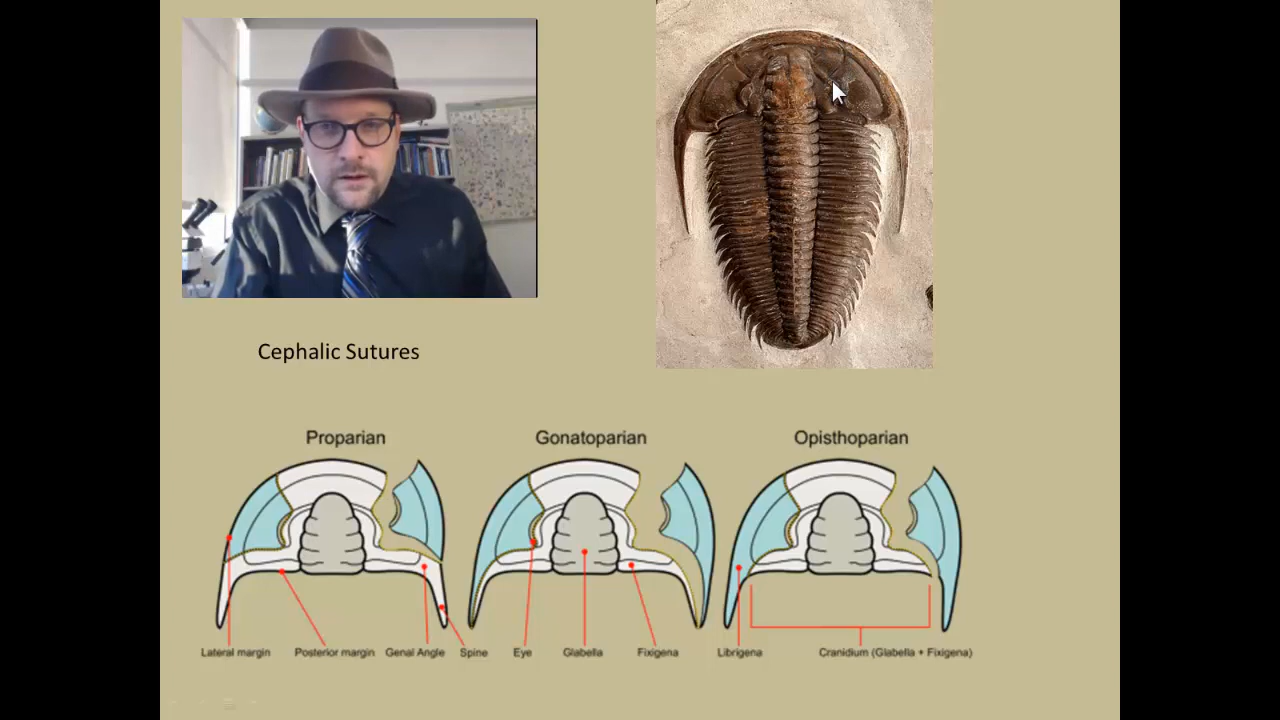 Cephalic Sutures
Proparian Gonatoparian Opisthoparian
Lateral margin Posterior margin Genal Angle Spine Eye Glabella Fixigena Librigena Cranidium (Glabella + Fixigena)